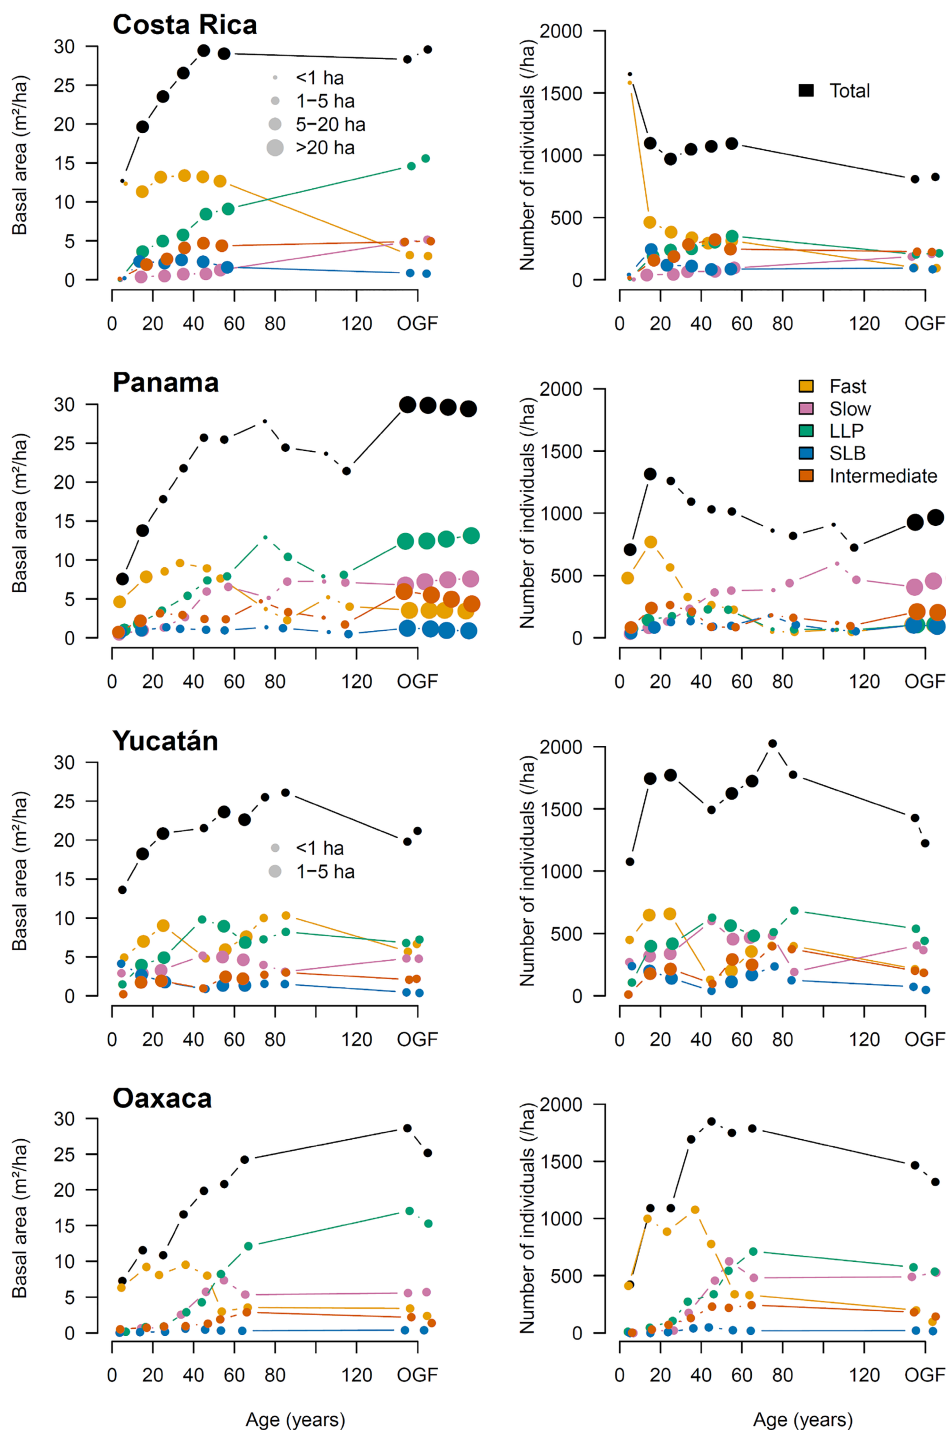 Costa Rica
Basal area (m²/ha)
30
25
20
15
10
5
0
<1 ha
1−5 ha
5−20 ha
>20 ha
0 20 40 60 80 120 OGF
Number of individuals (/ha)
2000
1500
1000
500
0
Total
0 20 40 60 80 120 OGF
Panama
Basal area (m²/ha)
30
25
20
15
10
5
0
0 20 40 60 80 120 OGF
Number of individuals (/ha)
2000
1500
1000
500
0
Fast
Slow
LLP
SLB
Intermediate
0 20 40 60 80 120 OGF
Yucatán
Basal area (m²/ha)
30
25
20
15
10
5
0
<1 ha
1−5 ha
0 20 40 60 80 120 OGF
Number of individuals (/ha)
2000
1500
1000
500
0
0 20 40 60 80 120 OGF
Oaxaca
Basal area (m²/ha)
30
25
20
15
10
5
0
0 20 40 60 80 120 OGF
Age (years)
Number of individuals (/ha)
2000
1500
1000
500
0
0 20 40 60 80 120 OGF
Age (years)